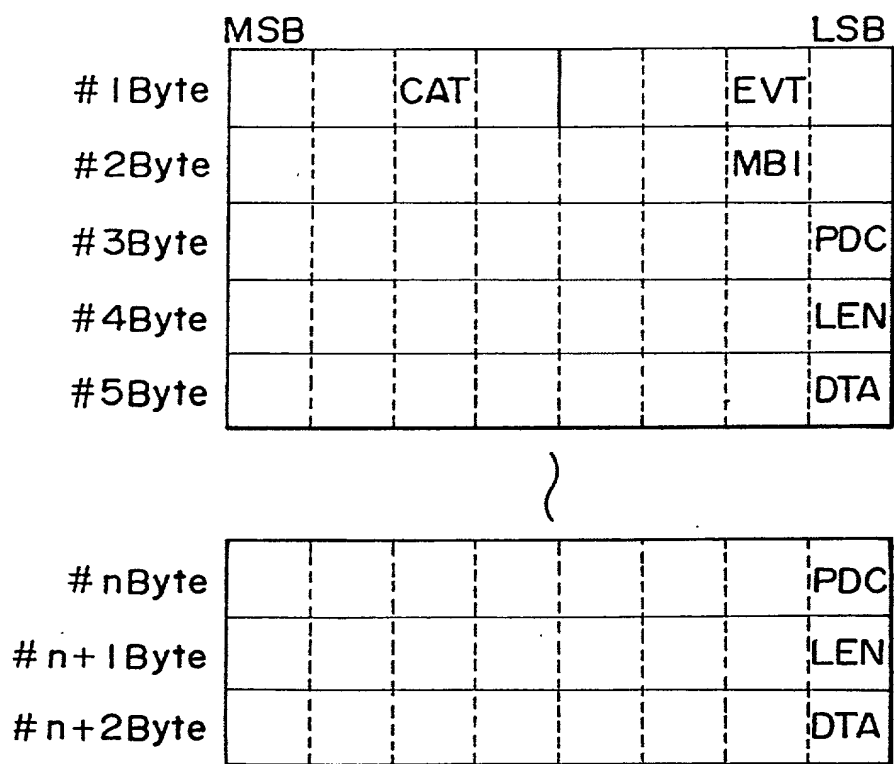 MSB LSB
#1Byte CAT EVT
#2Byte MBI
#3Byte PDC
#4Byte LEN
#5Byte DTA
#nByte PDC
#n+1Byte LEN
#n+2Byte DTA